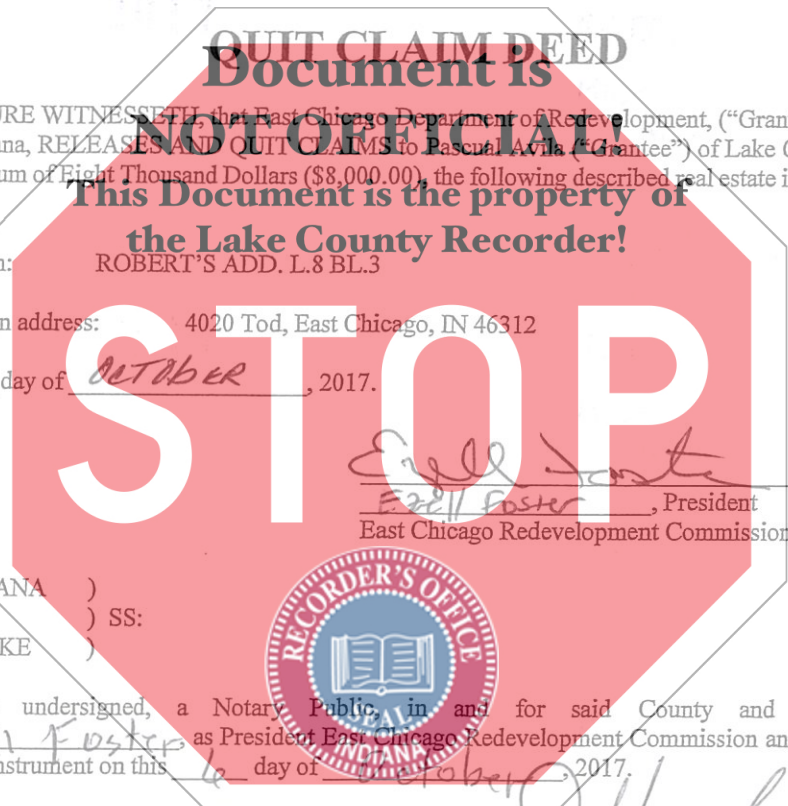 QUIT CLAIM DEED
Document is
URE WITNESSETH, that East Chicago Department of Redevelopment, ("Gran
NOT OFFICIAL!
na, RELEASES AND QUIT CLAIMS to Pascual Avila ("Grantee") of Lake C
um of Eight Thousand Dollars ($8,000.00), the following described real estate i
This Document is the property of
the Lake County Recorder!
n: ROBERT'S ADD. L.8 BL.3
n address: 4020 Tod, East Chicago, IN 46312
STOP
day of OCTOBER, 2017.
Ezell Foster
Ezell Foster, President
East Chicago Redevelopment Commission
RECORDER'S OFFICE
SEAL
INDIANA
ANA )
) SS:
KE )
undersigned, a Notary Public, in and for said County and
Foster as President East Chicago Redevelopment Commission an
nstrument on this 6 day of October, 2017.